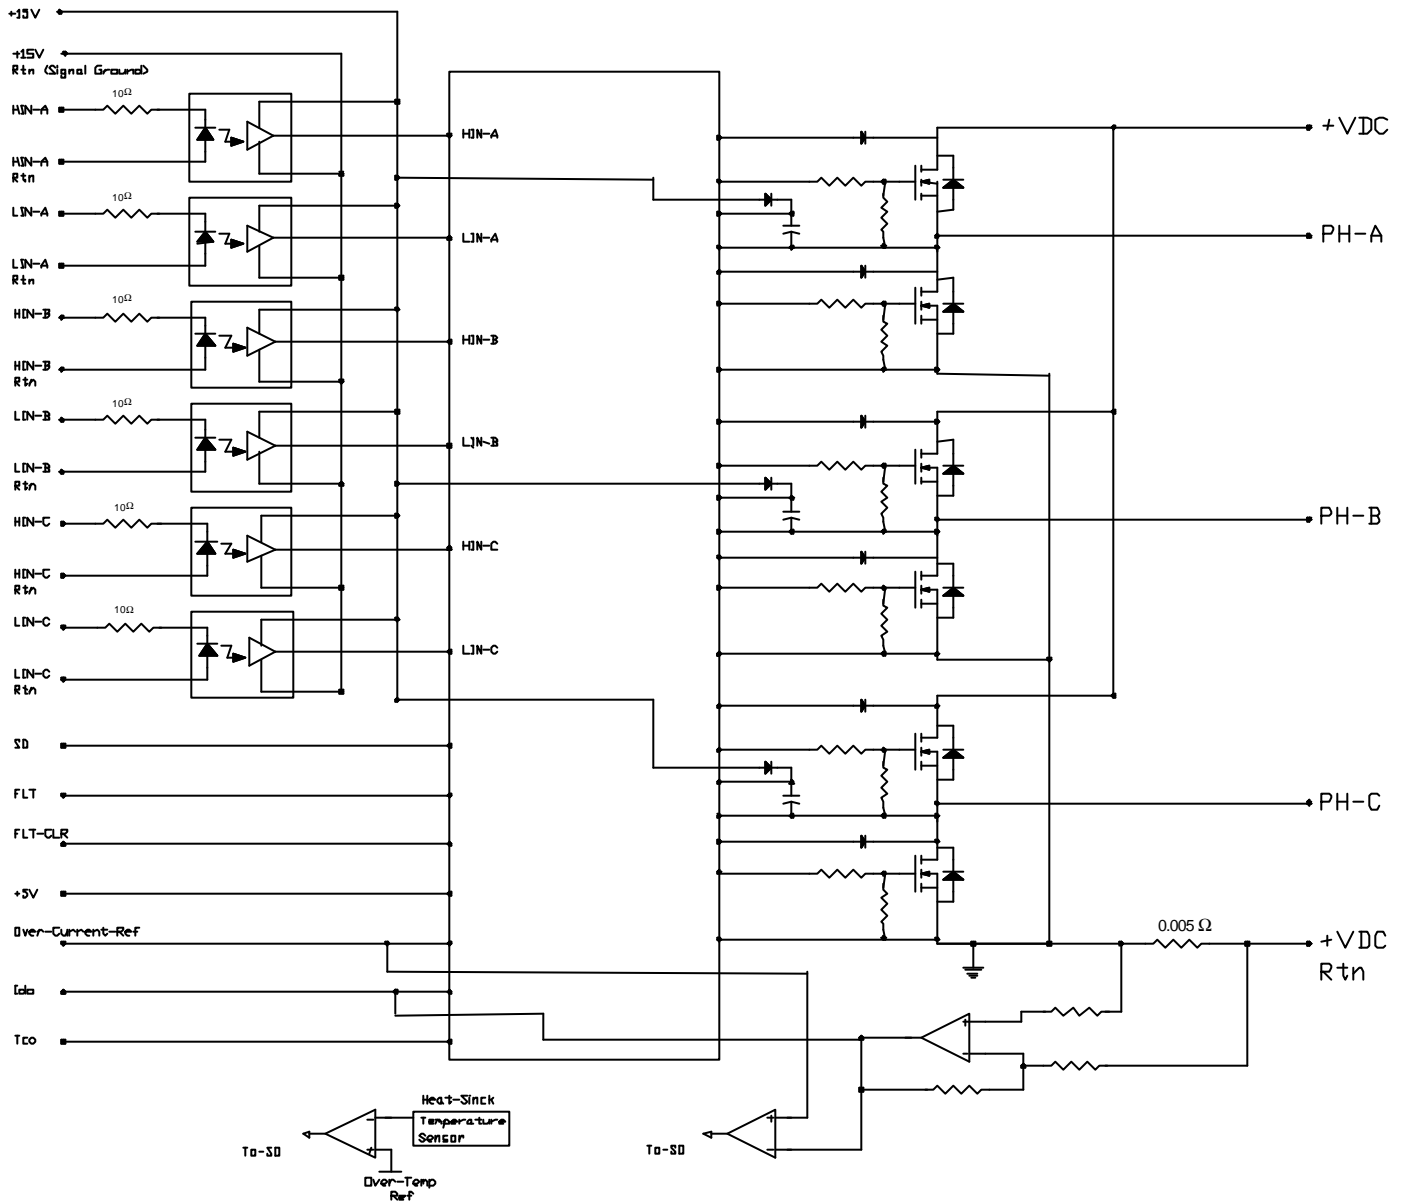 +15V
+15V
Rtn (Signal Ground)
10Ω
HIN-A
HIN-A
Rtn
10Ω
LIN-A
LIN-A
Rtn
10Ω
HIN-B
HIN-B
Rtn
10Ω
LIN-B
LIN-B
Rtn
10Ω
HIN-C
HIN-C
Rtn
10Ω
LIN-C
LIN-C
Rtn
SD
FLT
FLT-CLR
+5V
Over-Current-Ref
Ido
Tco
HIN-A
LIN-A
HIN-B
LIN-B
HIN-C
LIN-C
+VDC
PH-A
PH-B
PH-C
0.005 Ω
+VDC
Rtn
Heat-Sinck
Temperature
Sensor
To-SD
Over-Temp
Ref
To-SD